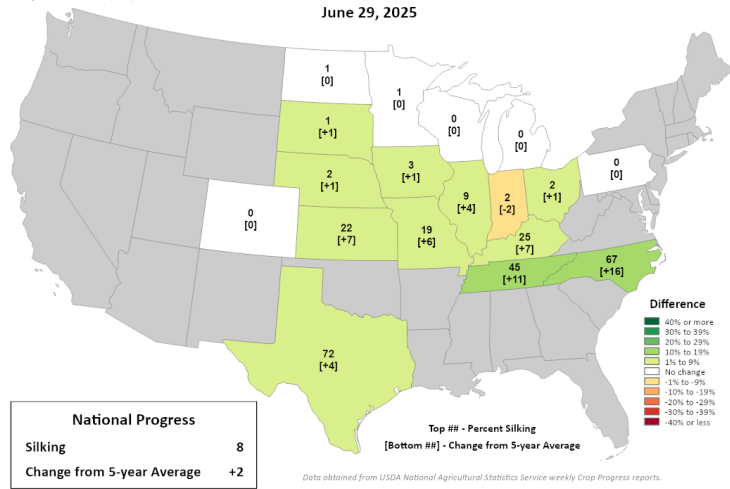 June 29, 2025
1
[0]
1
[0]
0
[0]
0
[0]
1
[+1]
3
[+1]
2
[+1]
9
[+4]
2
[-2]
2
[+1]
0
[0]
0
[0]
22
[+7]
19
[+6]
25
[+7]
45
[+11]
67
[+16]
72
[+4]
Difference
40% or more
30% to 39%
20% to 29%
10% to 19%
1% to 9%
No change
-1% to -9%
-10% to -19%
-20% to -29%
-30% to -39%
-40% or less
National Progress
Silking 8
Change from 5-year Average +2
Top ## - Percent Silking
[Bottom ##] - Change from 5-year Average
Data obtained from USDA National Agricultural Statistics Service weekly Crop Progress reports.